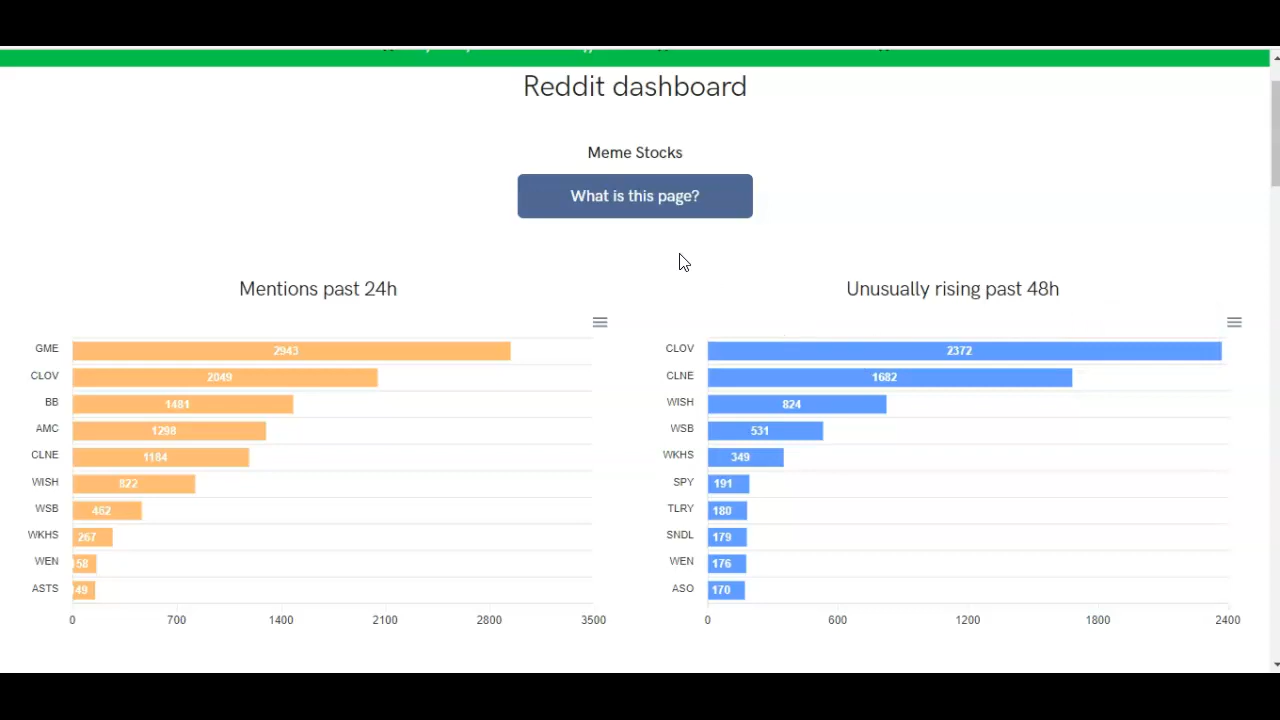 Reddit dashboard
Meme Stocks
What is this page?
Mentions past 24h
GME 2943
CLOV 2049
BB 1481
AMC 1298
CLNE 1184
WISH 822
WSB 462
WKHS 267
WEN 58
ASTS 49
0 700 1400 2100 2800 3500
Unusually rising past 48h
CLOV 2372
CLNE 1682
WISH 824
WSB 531
WKHS 349
SPY 191
TLRY 180
SNDL 179
WEN 176
ASO 170
0 600 1200 1800 2400